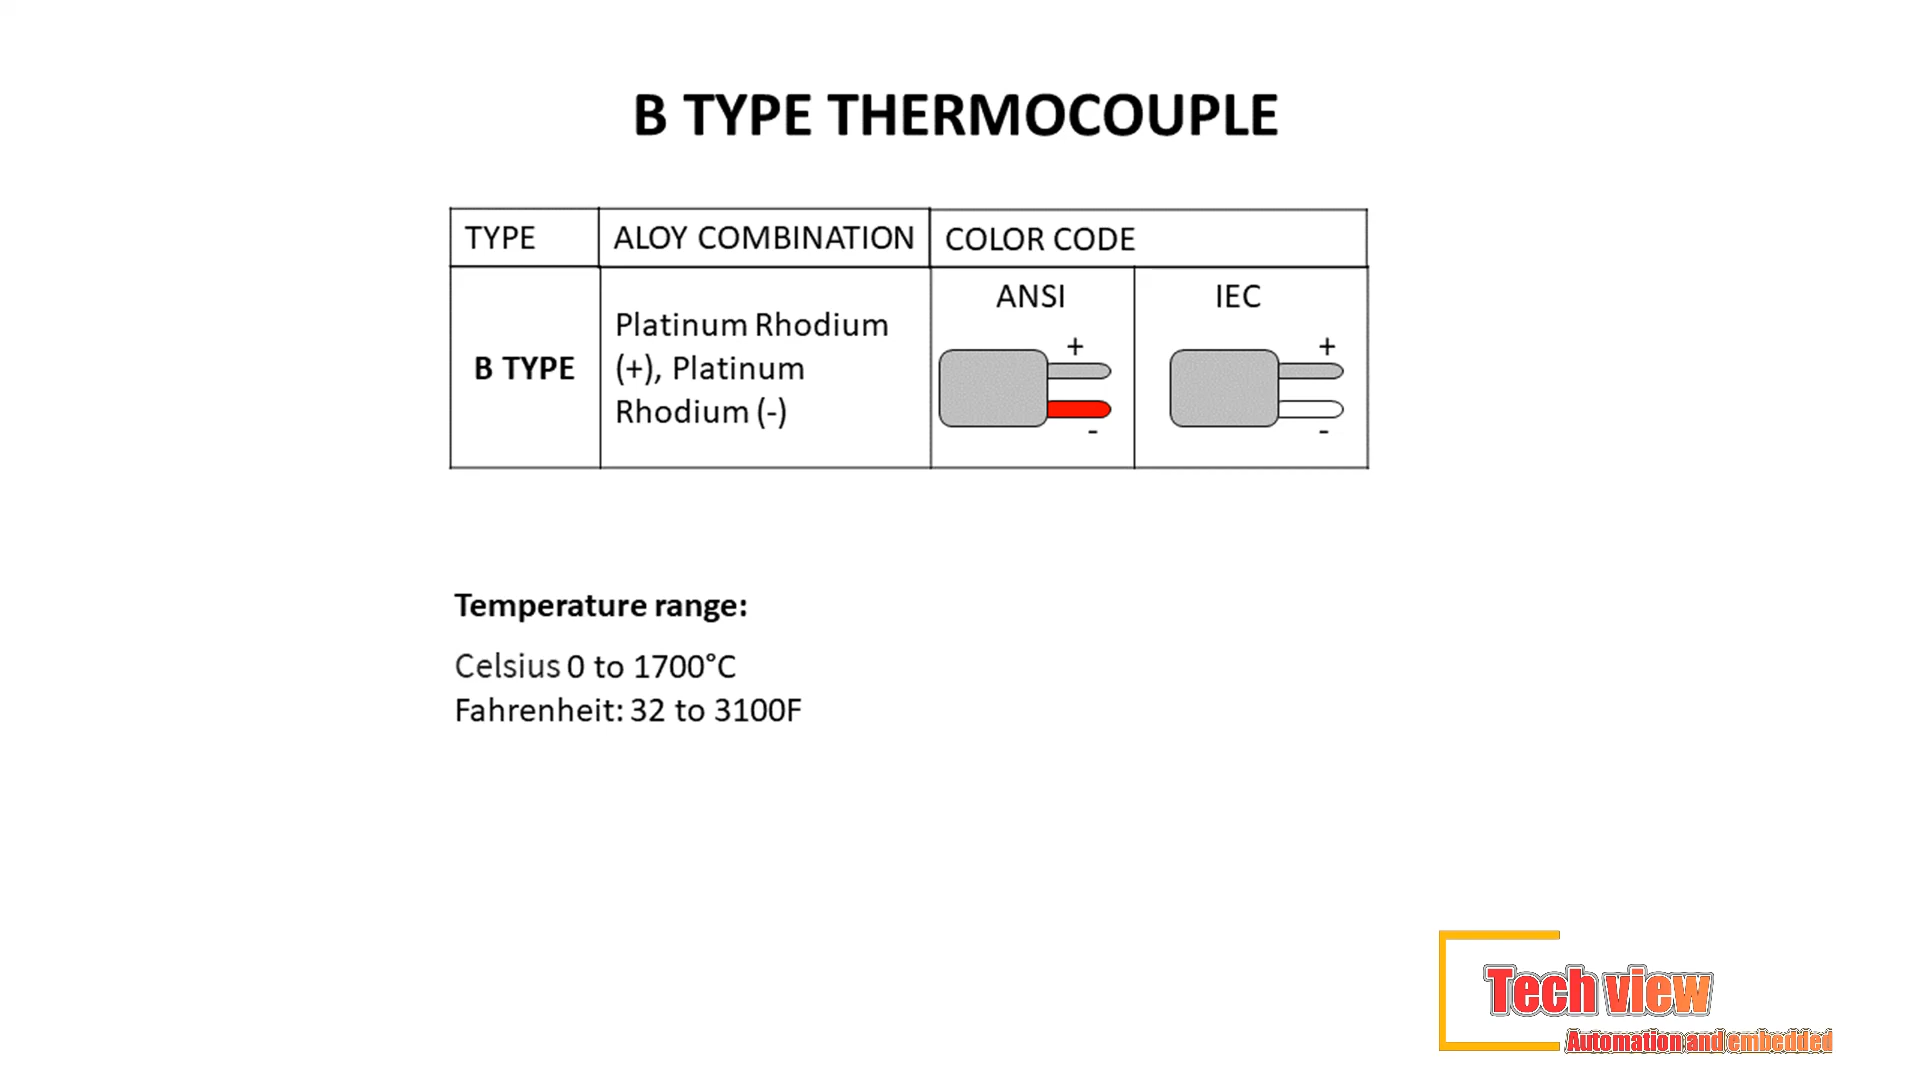 B TYPE THERMOCOUPLE
TYPE
ALOY COMBINATION
COLOR CODE
B TYPE
Platinum Rhodium
(+), Platinum
Rhodium (-)
ANSI
+
-
IEC
+
-
Temperature range:
Celsius 0 to 1700°C
Fahrenheit: 32 to 3100F
Tech view
Automation and embedded